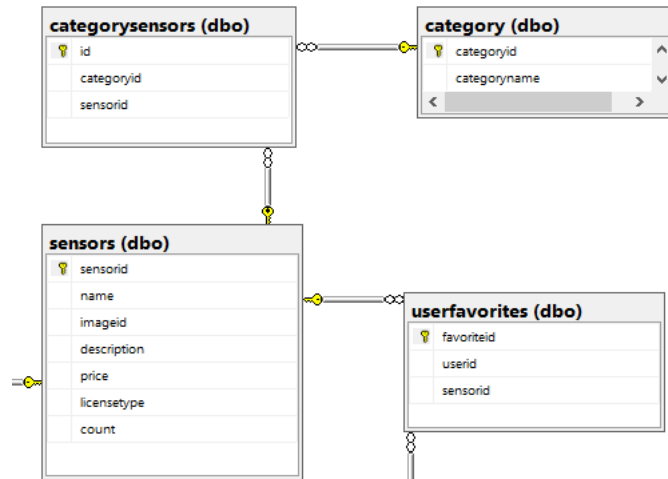 categorysensors (dbo)
id
categoryid
sensorid
category (dbo)
categoryid
categoryname
sensors (dbo)
sensorid
name
imageid
description
price
licensetype
count
userfavorites (dbo)
favoriteid
userid
sensorid